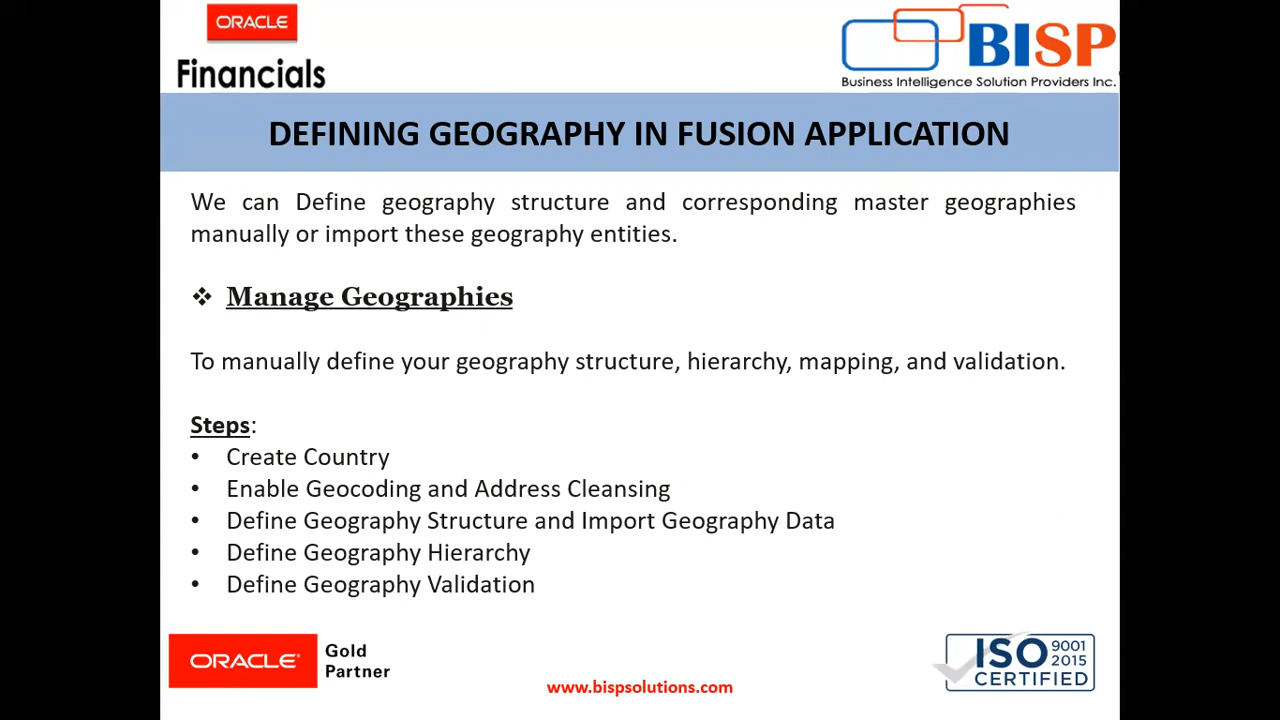 ORACLE
Financials
BISP
Business Intelligence Solution Providers Inc.
DEFINING GEOGRAPHY IN FUSION APPLICATION
We can Define geography structure and corresponding master geographies
manually or import these geography entities.
❖ Manage Geographies
To manually define your geography structure, hierarchy, mapping, and validation.
Steps:
• Create Country
• Enable Geocoding and Address Cleansing
• Define Geography Structure and Import Geography Data
• Define Geography Hierarchy
• Define Geography Validation
ORACLE®
Gold
Partner
www.bispsolutions.com
ISO 9001
2015
CERTIFIED